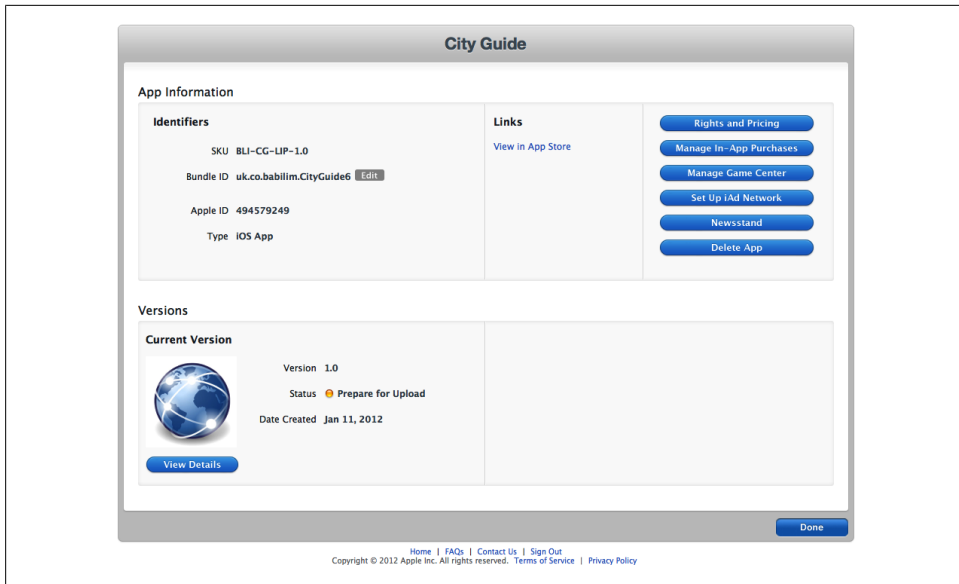 City Guide
App Information
Identifiers
SKU BLI-CG-LIP-1.0
Bundle ID uk.co.babilim.CityGuide6 Edit
Apple ID 494579249
Type iOS App
Links
View in App Store
Rights and Pricing
Manage In-App Purchases
Manage Game Center
Set Up iAd Network
Newsstand
Delete App
Versions
Current Version
Version 1.0
Status Prepare for Upload
Date Created Jan 11, 2012
View Details
Done
Home | FAQs | Contact Us | Sign Out
Copyright © 2012 Apple Inc. All rights reserved. Terms of Service | Privacy Policy